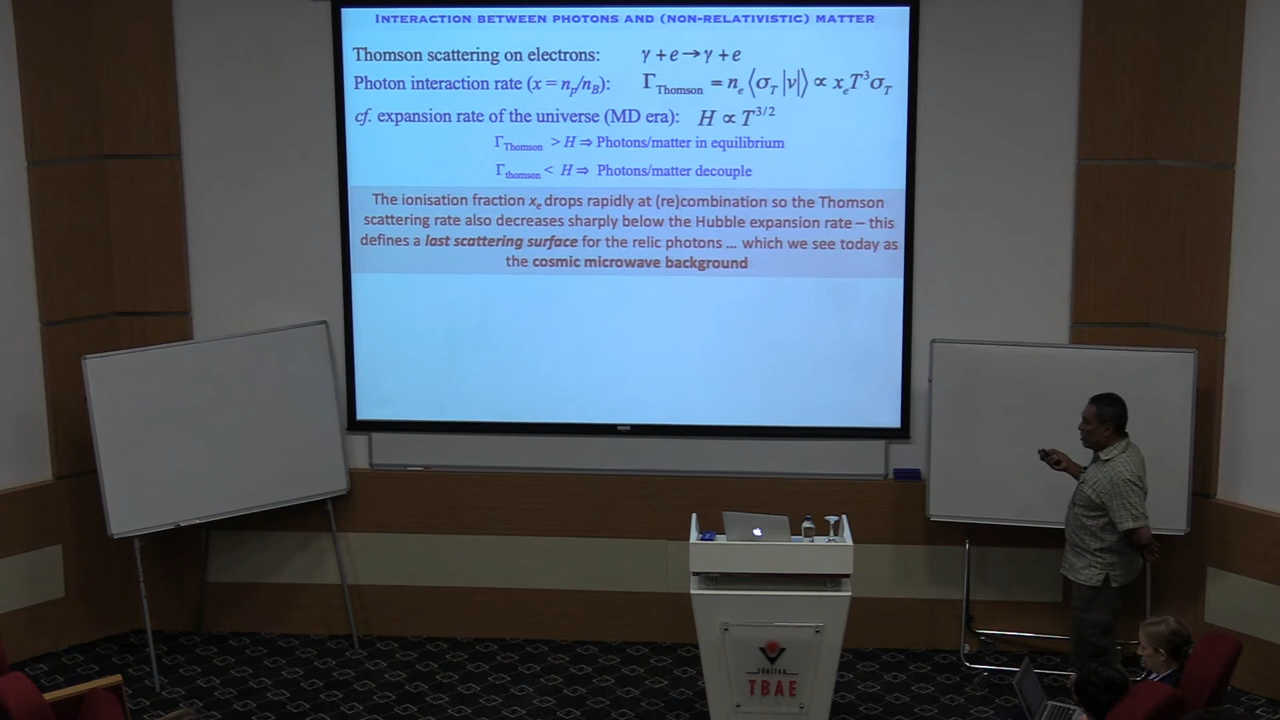 INTERACTION BETWEEN PHOTONS AND (NON-RELATIVISTIC) MATTER
Thomson scattering on electrons: γ + e → γ + e
Photon interaction rate (x = n_p/n_B): Γ_Thomson = n_e ⟨σ_T |v|⟩ ∝ x_e T³ σ_T
cf. expansion rate of the universe (MD era): H ∝ T^{3/2}
Γ_Thomson > H ⇒ Photons/matter in equilibrium
Γ_thomson < H ⇒ Photons/matter decouple
The ionisation fraction x_e drops rapidly at (re)combination so the Thomson
scattering rate also decreases sharply below the Hubble expansion rate – this
defines a last scattering surface for the relic photons ... which we see today as
the cosmic microwave background
TÜBİTAK
TBAE